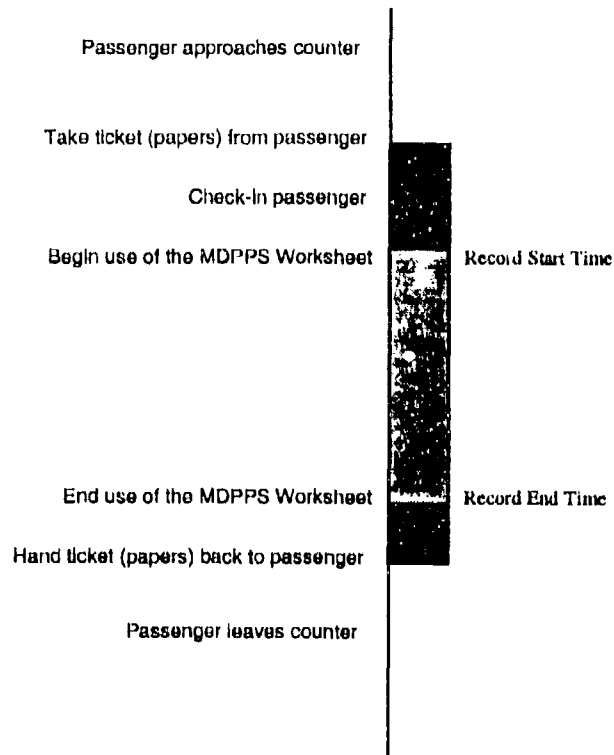 Passenger approaches counter
Take ticket (papers) from passenger
Check-In passenger
Begin use of the MDPPS Worksheet Record Start Time
End use of the MDPPS Worksheet Record End Time
Hand ticket (papers) back to passenger
Passenger leaves counter